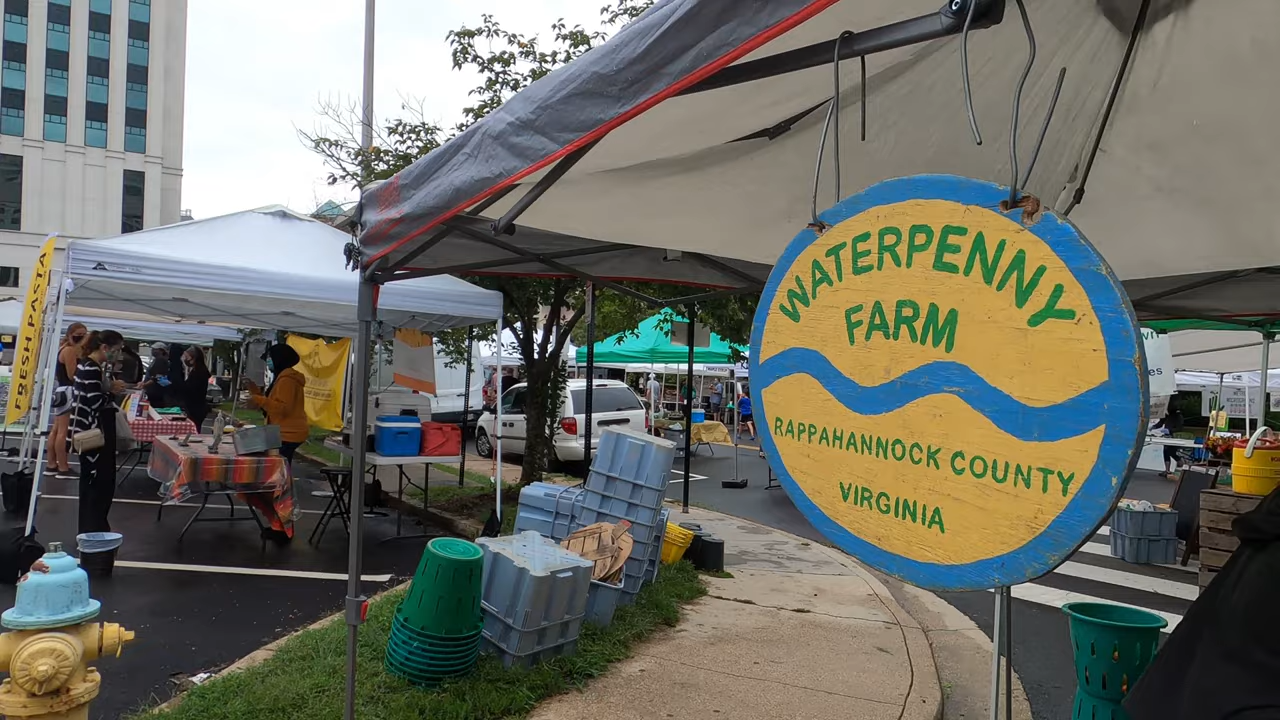 FRESH PASTA
WATERPENNY
FARM
RAPPAHANNOCK COUNTY
VIRGINIA